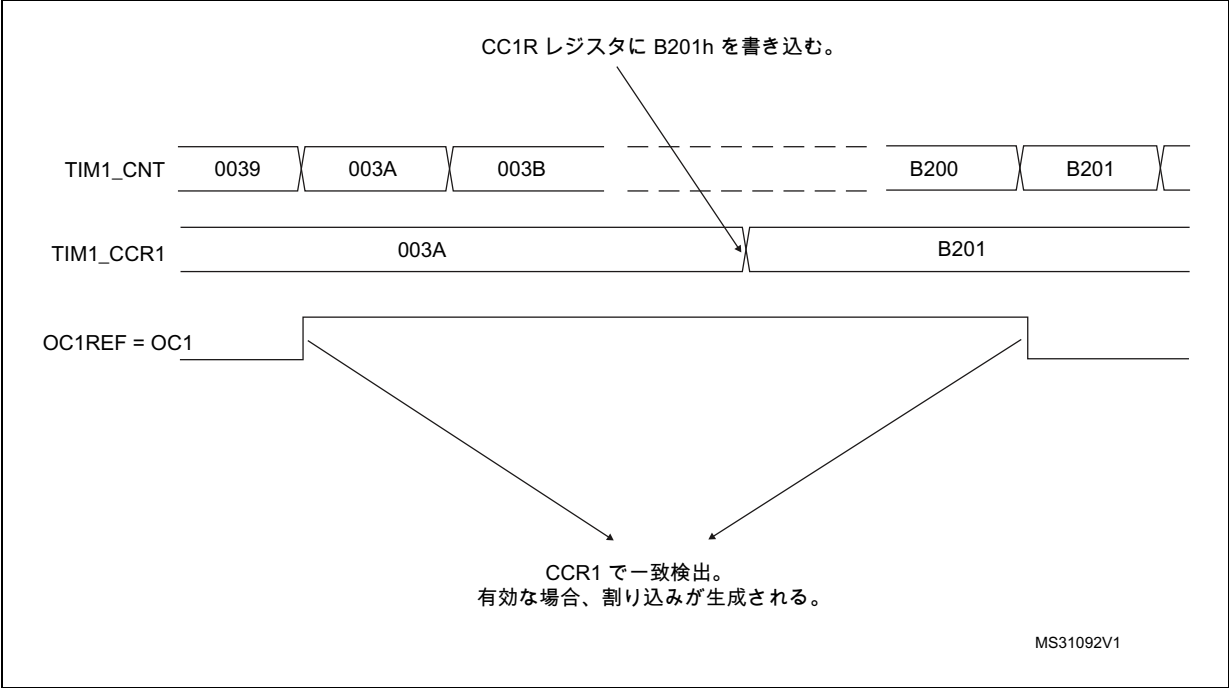 CC1R レジスタに B201h を書き込む。
TIM1_CNT 0039 003A 003B B200 B201
TIM1_CCR1 003A B201
OC1REF = OC1
CCR1 で一致検出。
有効な場合、割り込みが生成される。
MS31092V1